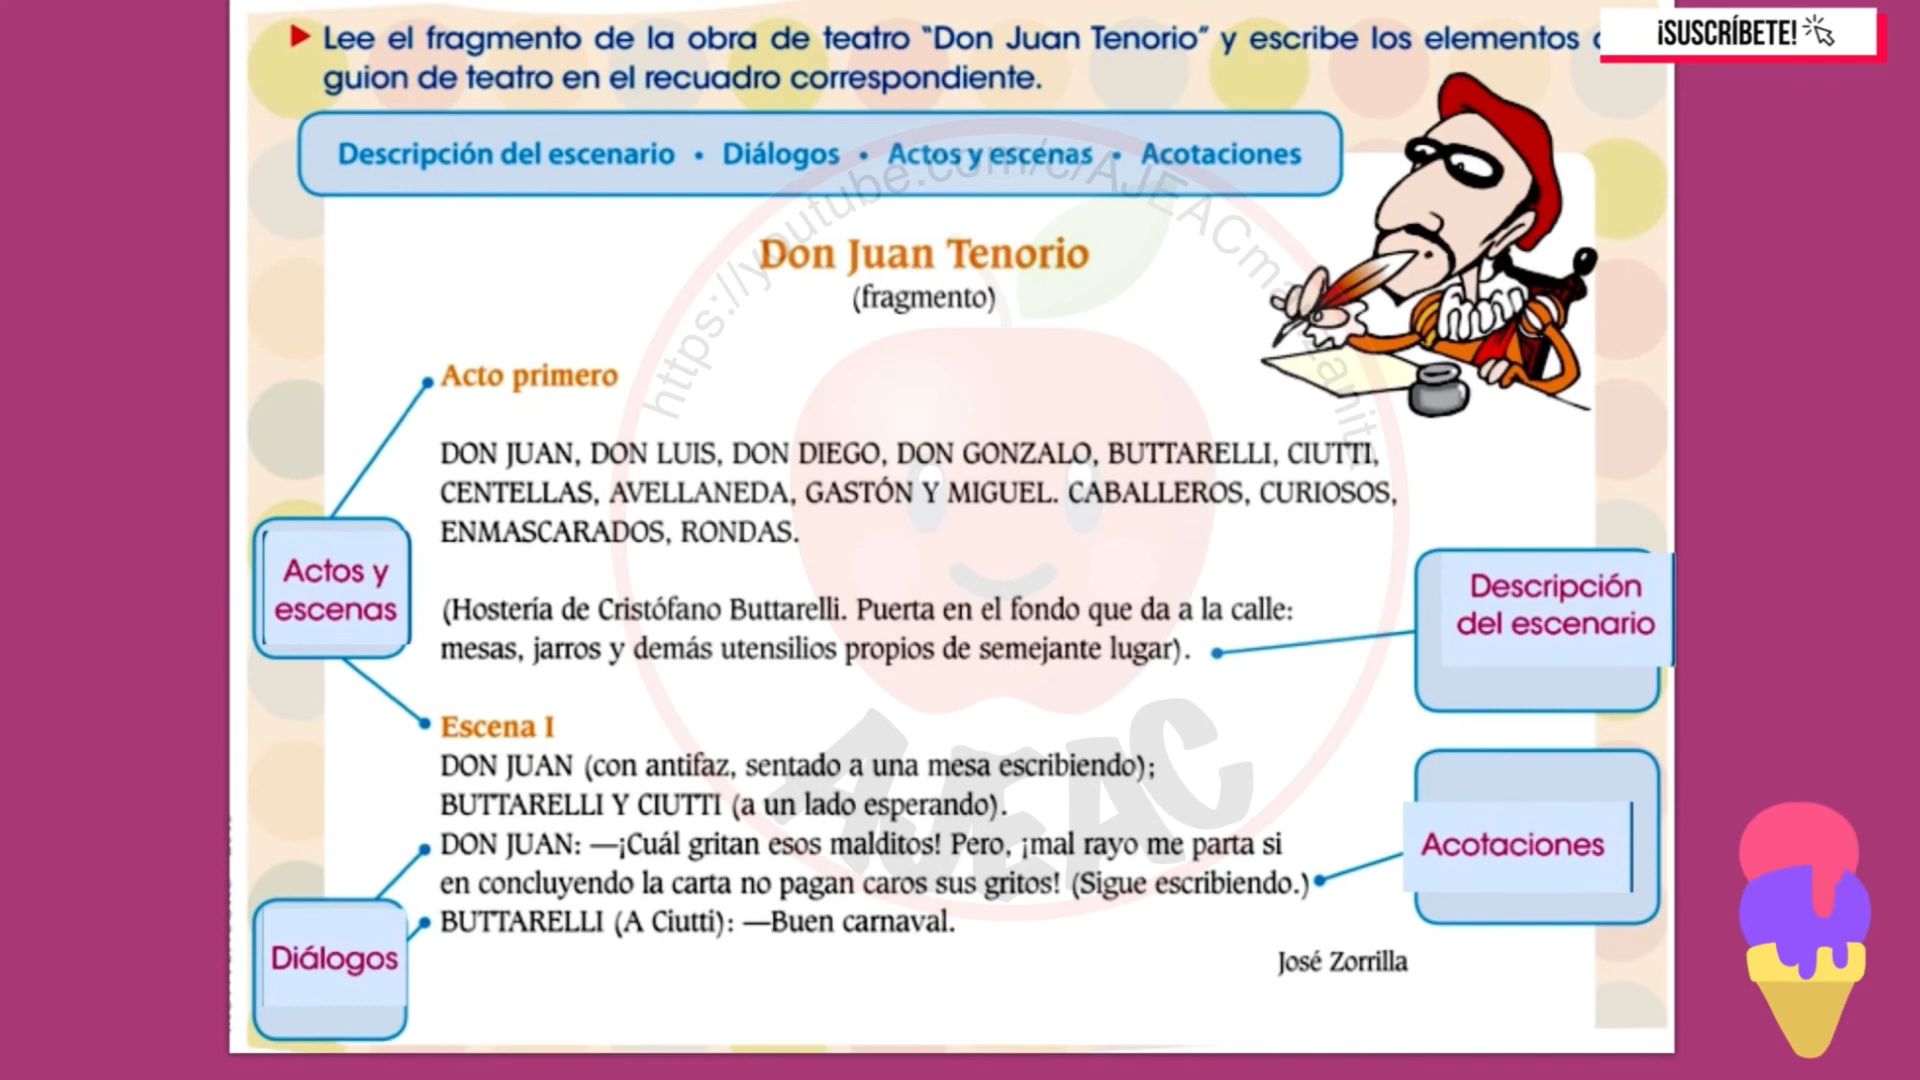 Lee el fragmento de la obra de teatro "Don Juan Tenorio" y escribe los elementos
guion de teatro en el recuadro correspondiente.
¡SUSCRÍBETE!
Descripción del escenario • Diálogos • Actos y escenas • Acotaciones
Don Juan Tenorio
(fragmento)
Acto primero
DON JUAN, DON LUIS, DON DIEGO, DON GONZALO, BUTTARELLI, CIUTTI,
CENTELLAS, AVELLANEDA, GASTÓN Y MIGUEL. CABALLEROS, CURIOSOS,
ENMASCARADOS, RONDAS.
Actos y
escenas
(Hostería de Cristófano Buttarelli. Puerta en el fondo que da a la calle:
mesas, jarros y demás utensilios propios de semejante lugar).
Descripción
del escenario
Escena I
DON JUAN (con antifaz, sentado a una mesa escribiendo);
BUTTARELLI Y CIUTTI (a un lado esperando).
DON JUAN: —¡Cuál gritan esos malditos! Pero, ¡mal rayo me parta si
en concluyendo la carta no pagan caros sus gritos! (Sigue escribiendo.)
Acotaciones
BUTTARELLI (A Ciutti): —Buen carnaval.
Diálogos
José Zorrilla
https://youtube.com/c/AJEACmanzanita
AJEAC